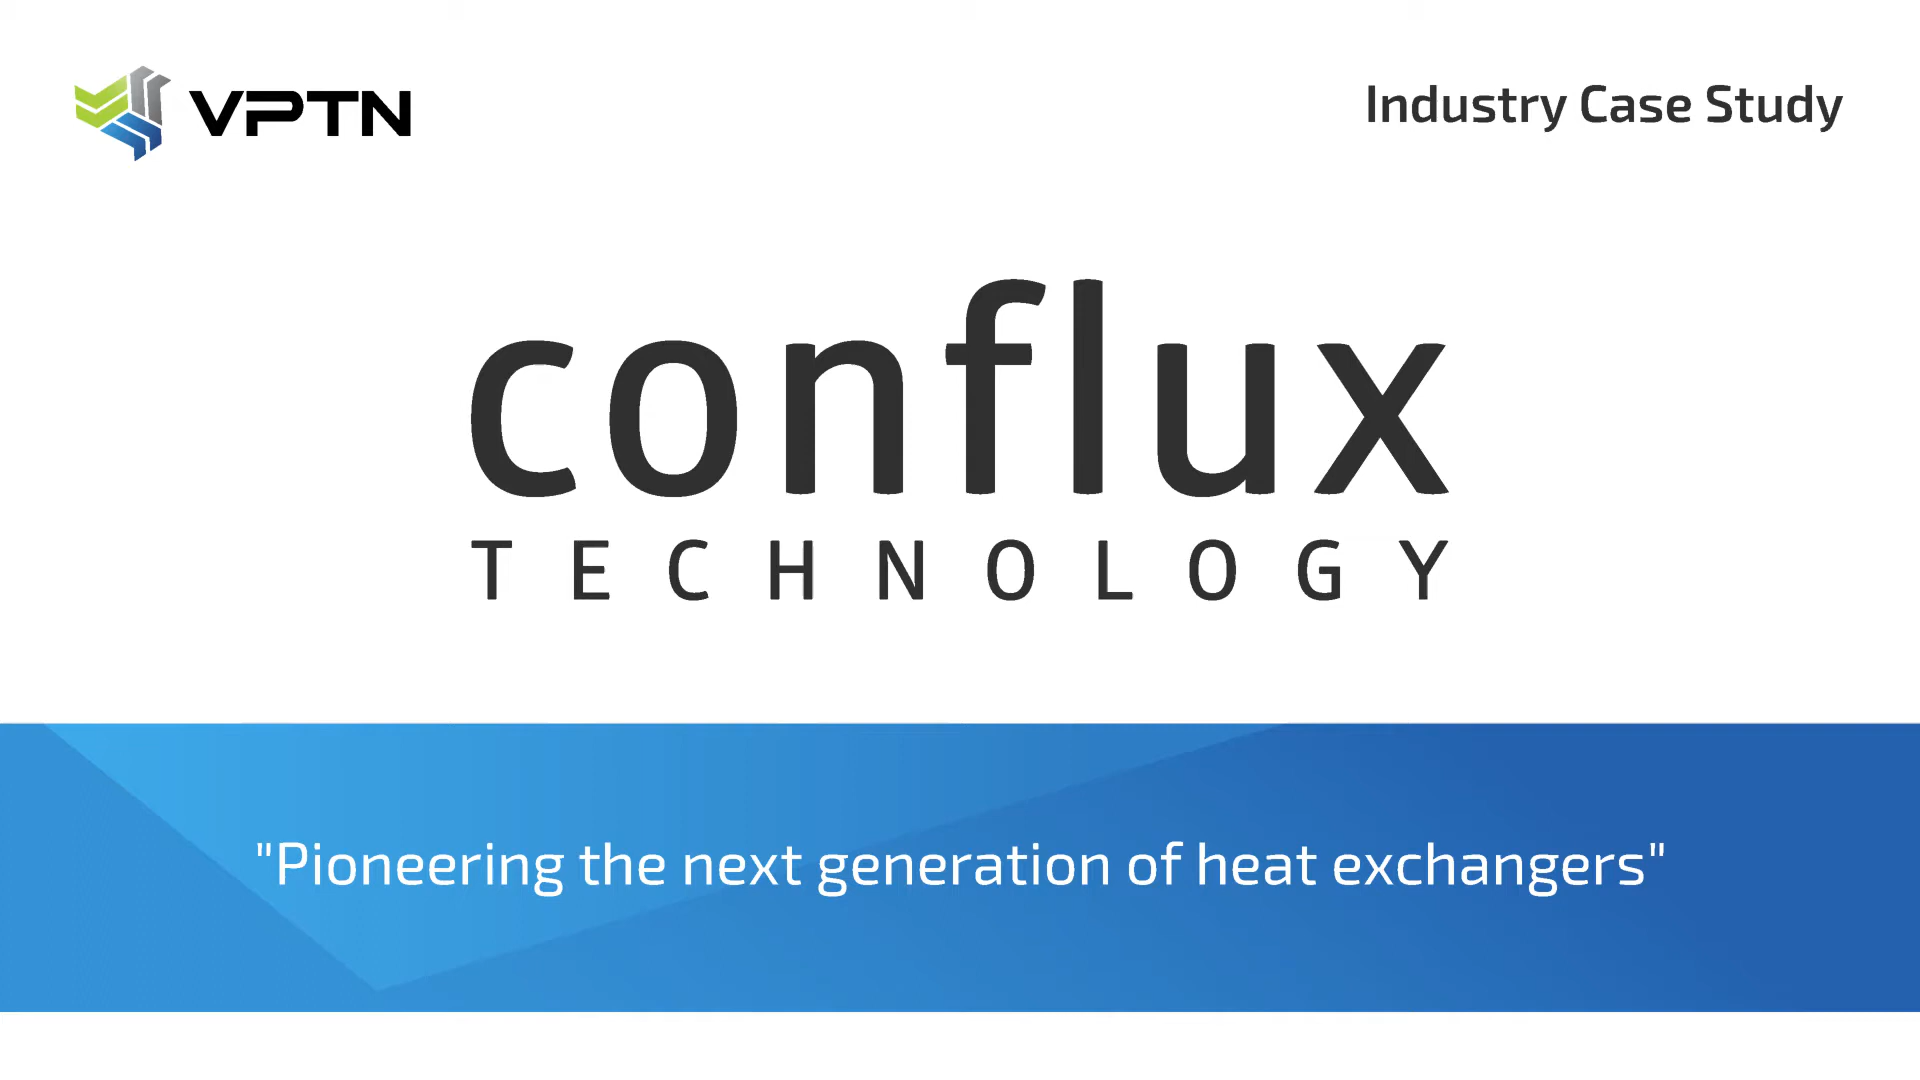 VPTN
Industry Case Study
conflux
TECHNOLOGY
"Pioneering the next generation of heat exchangers"